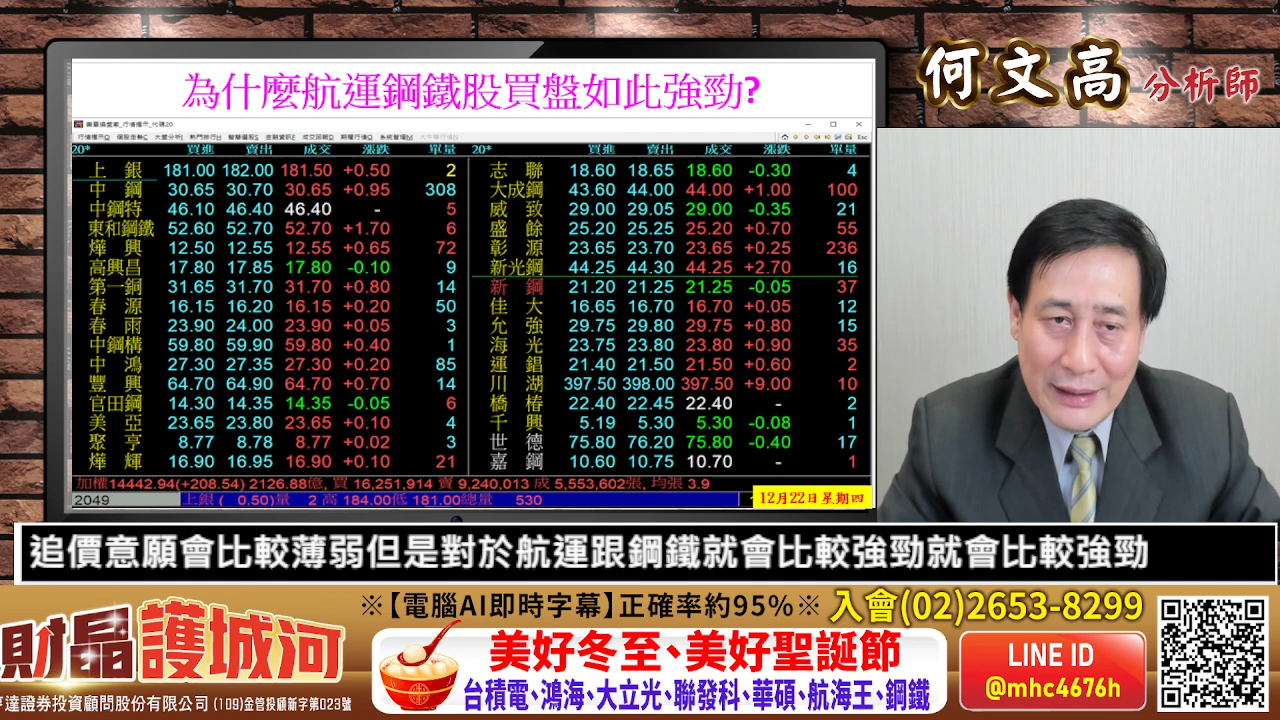 為什麼航運鋼鐵股買盤如此強勁?
何文高 分析師
20* 買進 賣出 成交 漲跌 單量 20* 買進 賣出 成交 漲跌 單量
上銀 181.00 182.00 181.50 +0.50 2 志聯 18.60 18.65 18.60 -0.30 4
中鋼 30.65 30.70 30.65 +0.95 308 大成鋼 43.60 44.00 44.00 +1.00 100
中鋼特 46.10 46.40 46.40 - 5 威致 29.00 29.05 29.00 -0.35 21
東和鋼鐵 52.60 52.70 52.70 +1.70 6 盛餘 25.20 25.25 25.20 +0.70 55
燁興 12.50 12.55 12.55 +0.65 72 彰源 23.65 23.70 23.65 +0.25 236
高興昌 17.80 17.85 17.80 -0.10 9 新光鋼 44.25 44.30 44.25 +2.70 16
第一銅 31.65 31.70 31.70 +0.80 14 新鋼 21.20 21.25 21.25 -0.05 37
春源 16.15 16.20 16.15 +0.20 50 佳大 16.65 16.70 16.70 +0.05 12
春雨 23.90 24.00 23.90 +0.05 3 允強 29.75 29.80 29.75 +0.80 15
中鋼構 59.80 59.90 59.80 +0.40 1 海光 23.75 23.80 23.80 +0.90 35
中鴻 27.30 27.35 27.30 +0.20 85 運錩 21.40 21.50 21.50 +0.60 2
豐興 64.70 64.90 64.70 +0.70 14 川湖 397.50 398.00 397.50 +9.00 10
官田鋼 14.30 14.35 14.35 -0.05 6 橋椿 22.40 22.45 22.40 - 2
美亞 23.65 23.80 23.65 +0.10 4 千興 5.19 5.30 5.30 -0.08 1
聚亨 8.77 8.78 8.77 +0.02 3 世德 75.80 76.20 75.80 -0.40 17
燁輝 16.90 16.95 16.90 +0.10 21 嘉鋼 10.60 10.75 10.70 - 1
加權14442.94(+208.54) 2126.88億, 買 16,251,914 賣 9,240,013 成 5,553,602張, 均張 3.9
2049 上銀 ( 0.50)量 2 高 184.00低 181.00總量 530
12月22日星期四
追價意願會比較薄弱但是對於航運跟鋼鐵就會比較強勁就會比較強勁
※【電腦AI即時字幕】正確率約95%※ 入會(02)2653-8299
財晶護城河
美好冬至、美好聖誕節
台積電、鴻海、大立光、聯發科、華碩、航海王、鋼鐵
LINE ID
@mhc4676h
亨達證券投資顧問股份有限公司 (109)金管投顧新字第023號